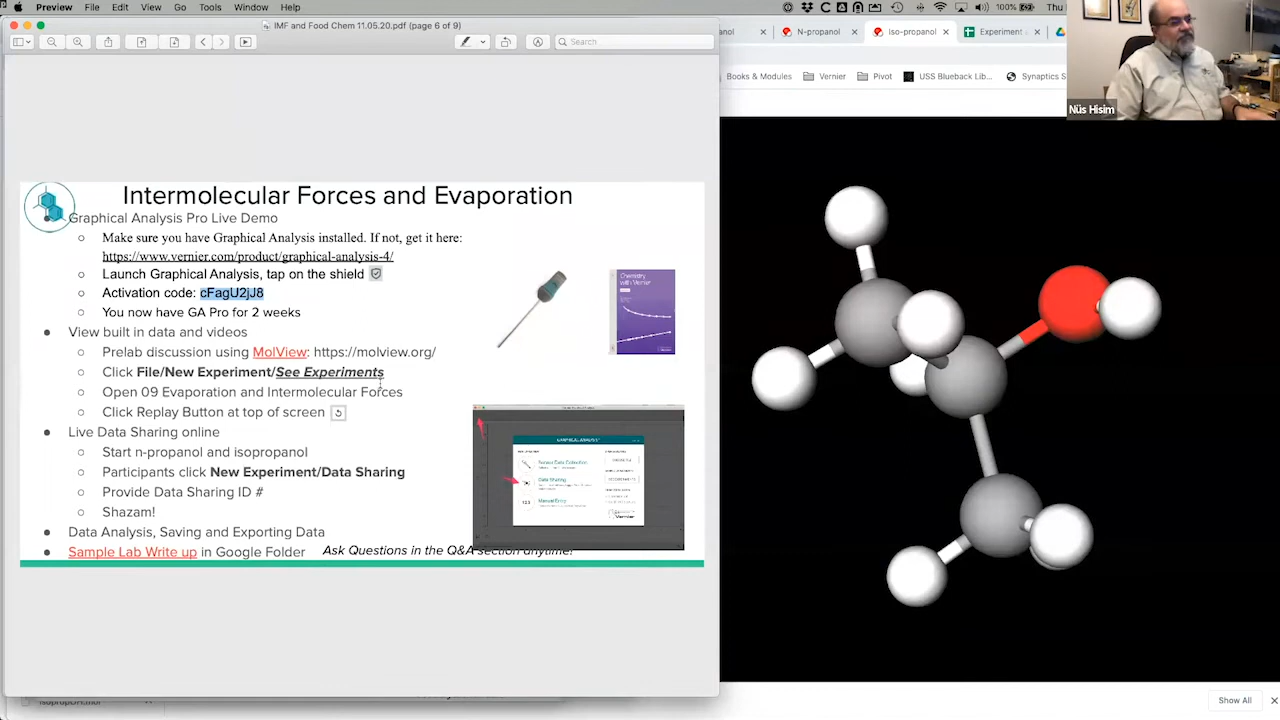 Preview File Edit View Go Tools Window Help
100% Thu
IMF and Food Chem 11.05.20.pdf (page 6 of 9)
Search
N-propanol
Iso-propanol
Experiment
Books & Modules
Vernier
Pivot
USS Blueback Lib...
Synaptics S
Nüs Hisim
Intermolecular Forces and Evaporation
Graphical Analysis Pro Live Demo
Make sure you have Graphical Analysis installed. If not, get it here:
https://www.vernier.com/product/graphical-analysis-4/
Launch Graphical Analysis, tap on the shield
Activation code: cFagU2jJ8
You now have GA Pro for 2 weeks
View built in data and videos
Prelab discussion using MolView: https://molview.org/
Click File/New Experiment/See Experiments
Open 09 Evaporation and Intermolecular Forces
Click Replay Button at top of screen
Live Data Sharing online
Start n-propanol and isopropanol
Participants click New Experiment/Data Sharing
Provide Data Sharing ID #
Shazam!
Data Analysis, Saving and Exporting Data
Sample Lab Write up in Google Folder
Ask Questions in the Q&A section anytime!
Chemistry
with Vernier
Data Sharing
Manual Entry
Show All